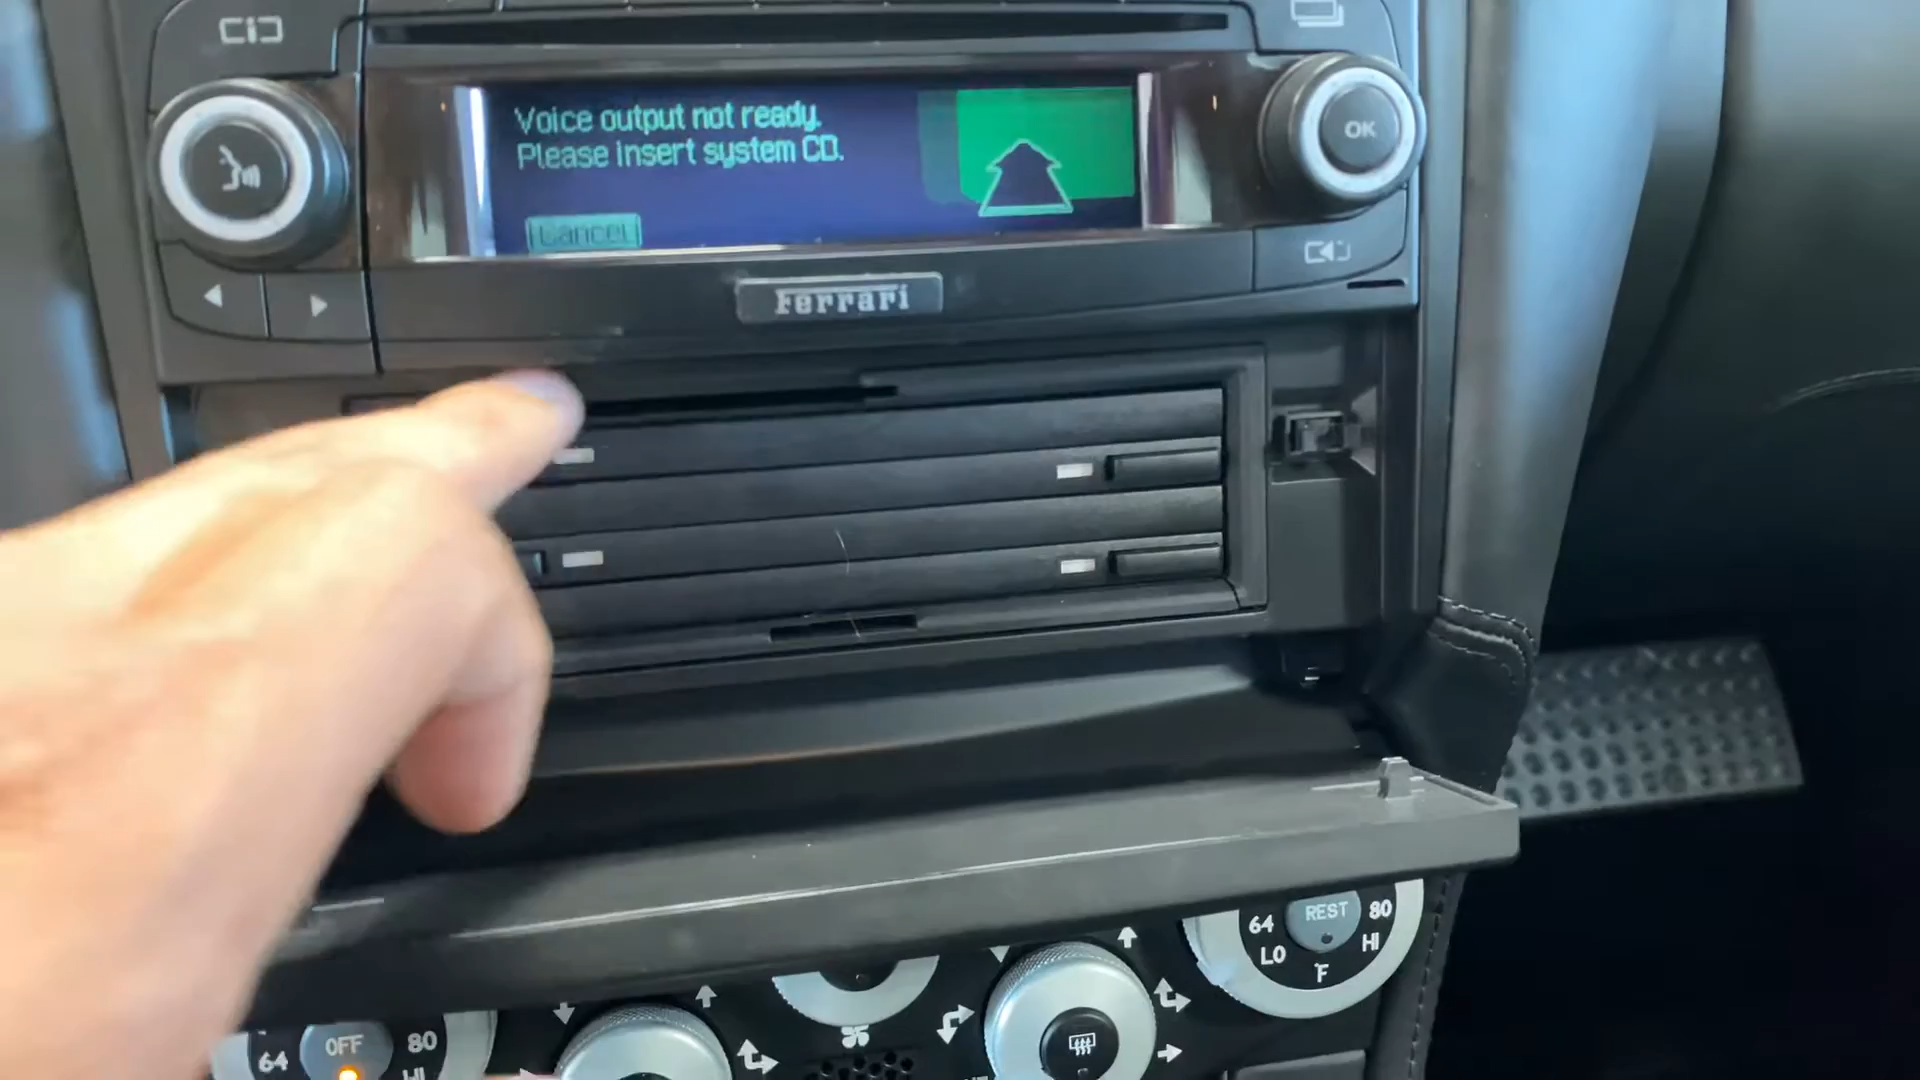 Voice output not ready.
Please insert system CD.
Cancel
OK
Ferrari
64
REST
80
LO
HI
°F
64
OFF
80
HI